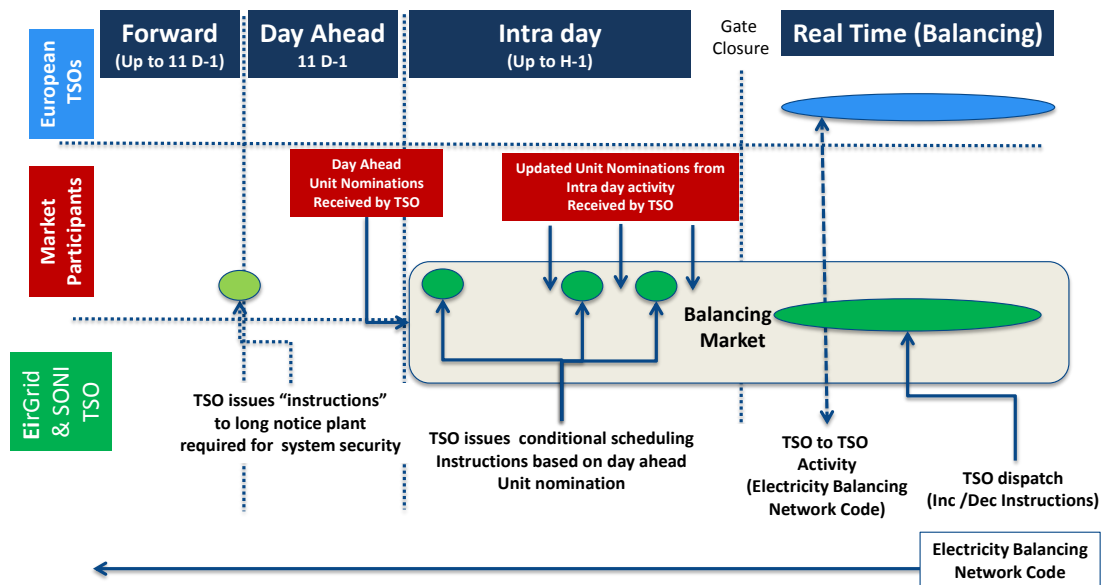 Forward
(Up to 11 D-1)
Day Ahead
11 D-1
Intra day
(Up to H-1)
Gate
Closure
Real Time (Balancing)
European
TSOs
Day Ahead
Unit Nominations
Received by TSO
Updated Unit Nominations from
Intra day activity
Received by TSO
Market
Participants
Balancing
Market
EirGrid
& SONI
TSO
TSO issues “instructions”
to long notice plant
required for system security
TSO issues conditional scheduling
Instructions based on day ahead
Unit nomination
TSO to TSO
Activity
(Electricity Balancing
Network Code)
TSO dispatch
(Inc /Dec Instructions)
Electricity Balancing
Network Code